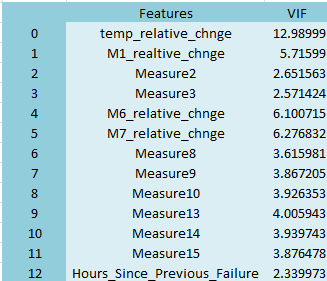 Features VIF
0 temp_relative_chnge 12.98999
1 M1_realtive_chnge 5.71599
2 Measure2 2.651563
3 Measure3 2.571424
4 M6_relative_chnge 6.100715
5 M7_relative_chnge 6.276832
6 Measure8 3.615981
7 Measure9 3.867205
8 Measure10 3.926353
9 Measure13 4.005943
10 Measure14 3.939743
11 Measure15 3.876478
12 Hours_Since_Previous_Failure 2.339973